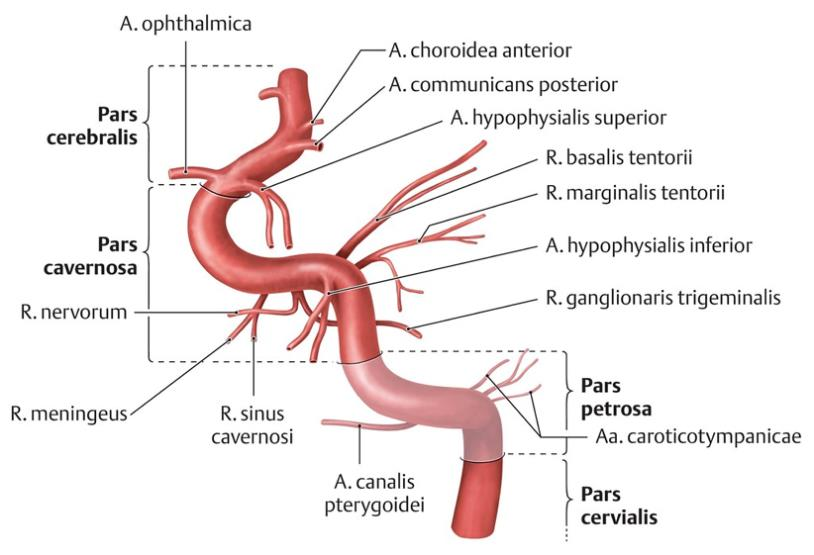 A. ophthalmica
A. choroidea anterior
A. communicans posterior
Pars
cerebralis
A. hypophysialis superior
R. basalis tentorii
R. marginalis tentorii
Pars
cavernosa
A. hypophysialis inferior
R. ganglionaris trigeminalis
R. nervorum
R. meningeus
R. sinus
cavernosi
Pars
petrosa
Aa. caroticotympanicae
A. canalis
pterygoidei
Pars
cervialis